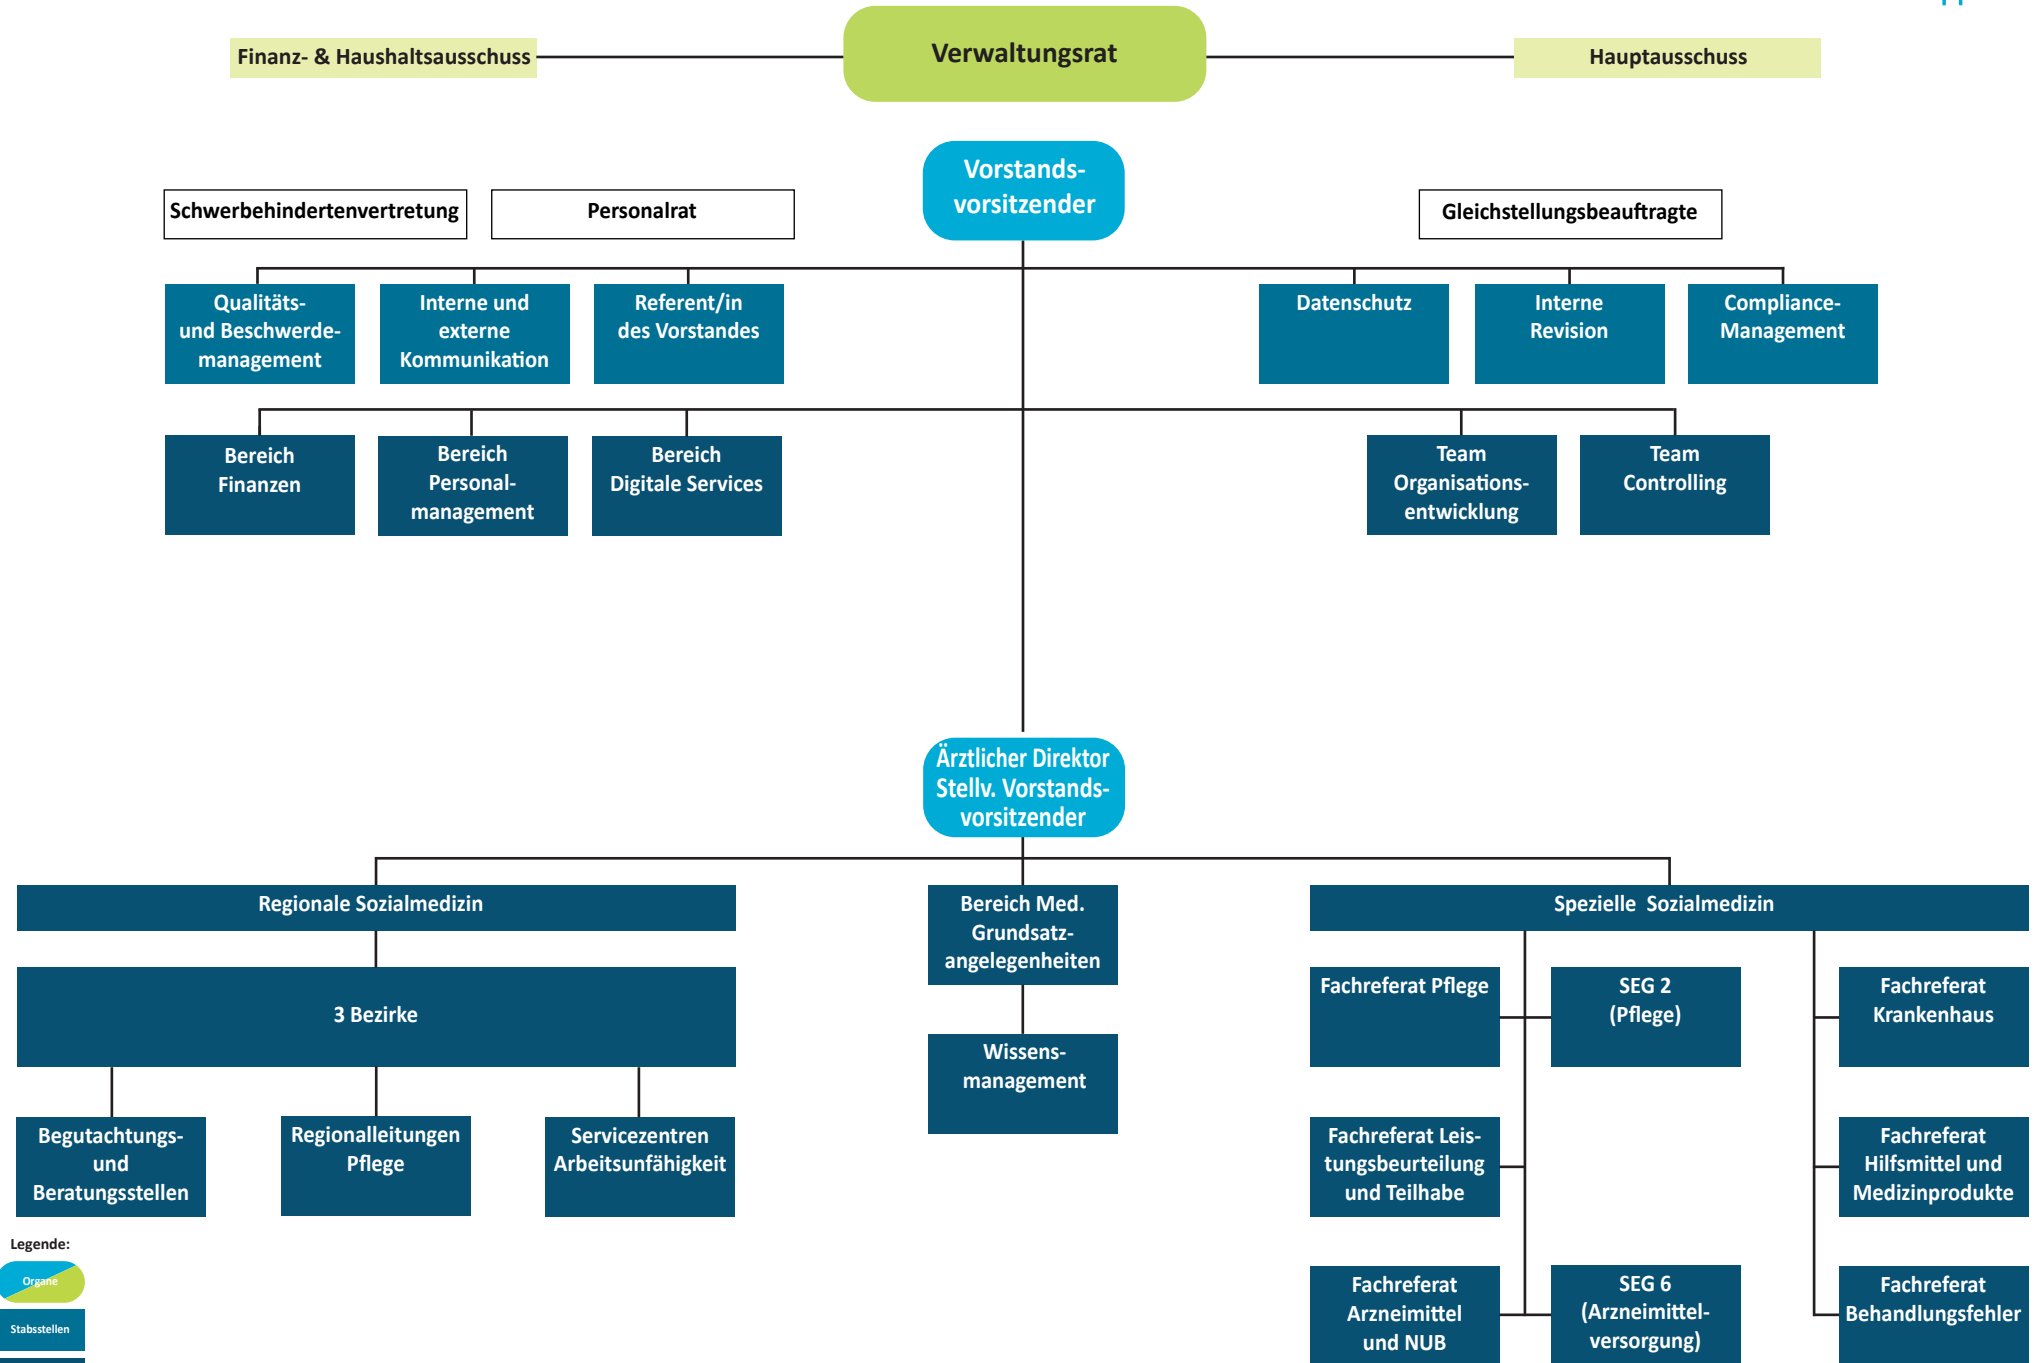 Finanz- & Haushaltsausschuss
Verwaltungsrat
Hauptausschuss
Vorstands-
vorsitzender
Schwerbehindertenvertretung
Personalrat
Gleichstellungsbeauftragte
Qualitäts-
und Beschwerde-
management
Interne und
externe
Kommunikation
Referent/in
des Vorstandes
Datenschutz
Interne
Revision
Compliance-
Management
Bereich
Finanzen
Bereich
Personal-
management
Bereich
Digitale Services
Team
Organisations-
entwicklung
Team
Controlling
Ärztlicher Direktor
Stellv. Vorstands-
vorsitzender
Regionale Sozialmedizin
3 Bezirke
Begutachtungs-
und
Beratungsstellen
Regionalleitungen
Pflege
Servicezentren
Arbeitsunfähigkeit
Bereich Med.
Grundsatz-
angelegenheiten
Wissens-
management
Spezielle Sozialmedizin
Fachreferat Pflege
SEG 2
(Pflege)
Fachreferat
Krankenhaus
Fachreferat Leis-
tungsbeurteilung
und Teilhabe
Fachreferat
Hilfsmittel und
Medizinprodukte
Fachreferat
Arzneimittel
und NUB
SEG 6
(Arzneimittel-
versorgung)
Fachreferat
Behandlungsfehler
Legende:
Organe
Stabsstellen